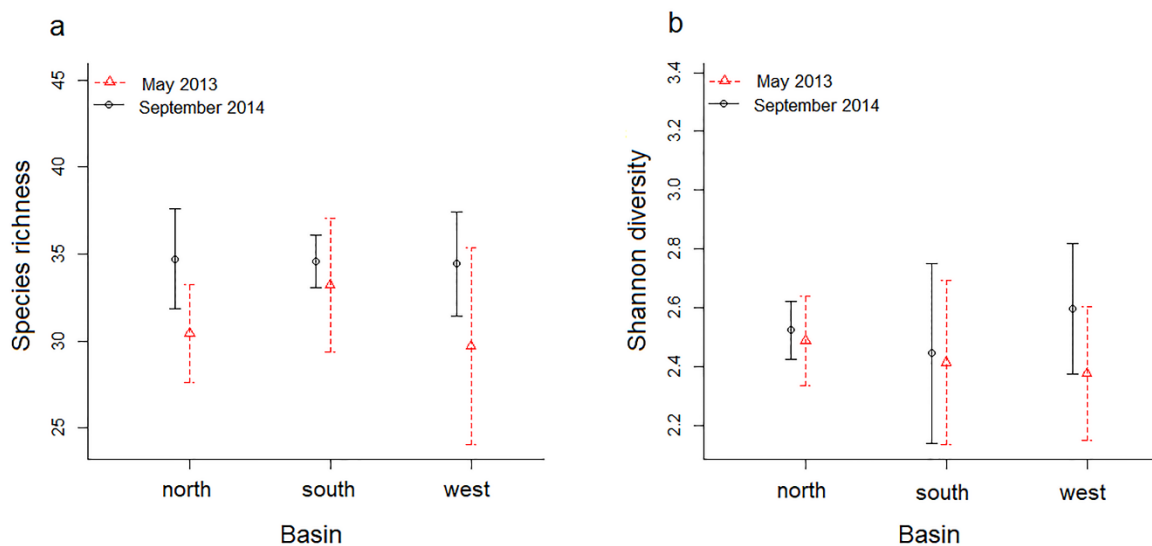 a
May 2013
September 2014
45
40
35
30
25
Species richness
north south west
Basin
b
May 2013
September 2014
3.4
3.2
3.0
2.8
2.6
2.4
2.2
Shannon diversity
north south west
Basin